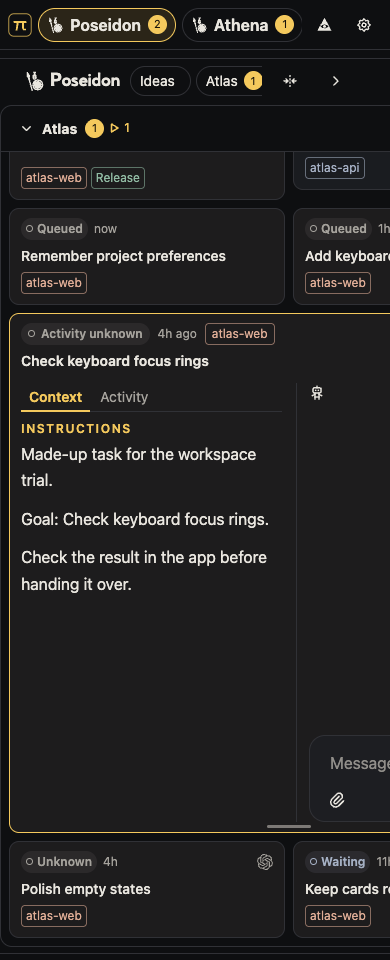 π Poseidon 2 Athena 1
Poseidon Ideas Atlas 1
Atlas 1 1
atlas-web Release
atlas-api
Queued now
Remember project preferences
atlas-web
Queued 1h
Add keyboard
atlas-web
Activity unknown 4h ago atlas-web
Check keyboard focus rings
Context Activity
INSTRUCTIONS
Made-up task for the workspace
trial.
Goal: Check keyboard focus rings.
Check the result in the app before
handing it over.
Message
Unknown 4h
Polish empty states
atlas-web
Waiting 11h
Keep cards
atlas-web